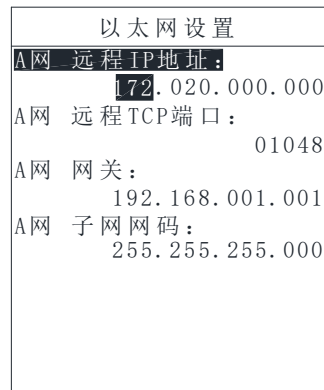 以太网设置
A网 远程IP地址：
172.020.000.000
A网 远程TCP端口：
01048
A网 网关：
192.168.001.001
A网 子网网码：
255.255.255.000